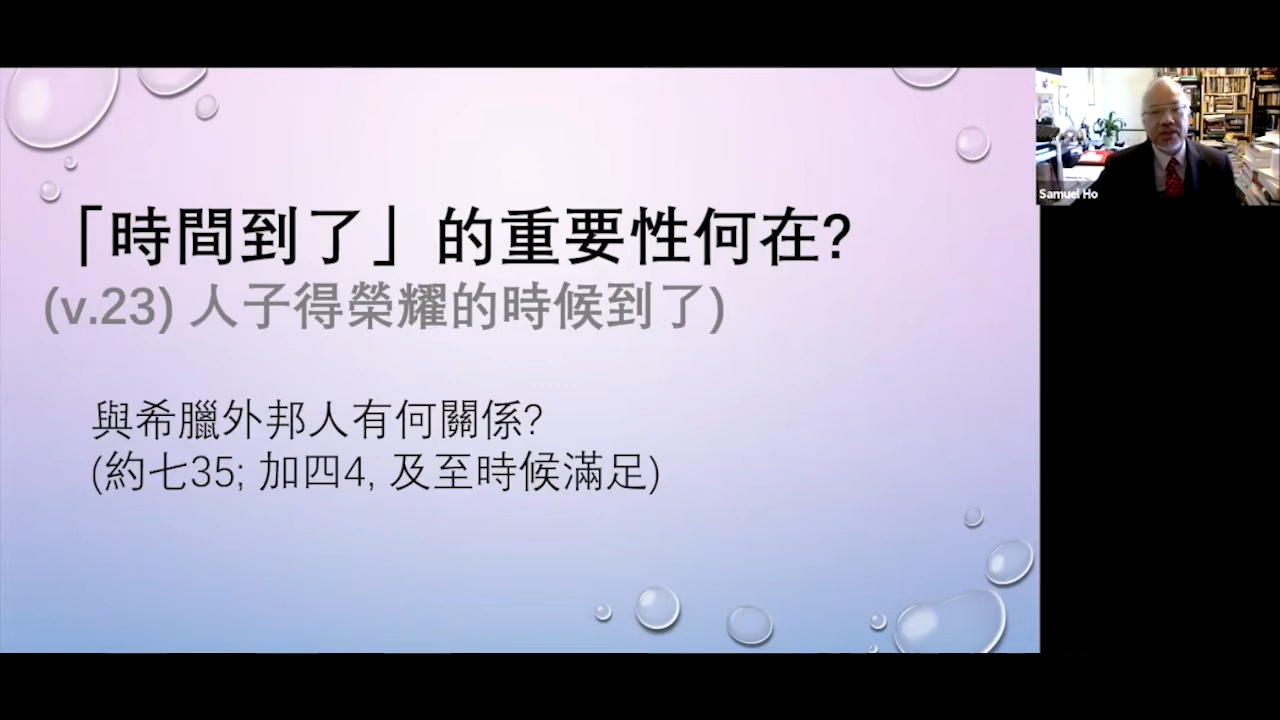 「時間到了」的重要性何在?
(v.23) 人子得榮耀的時候到了)
與希臘外邦人有何關係?
(約七35; 加四4, 及至時候滿足)
Samuel Ho